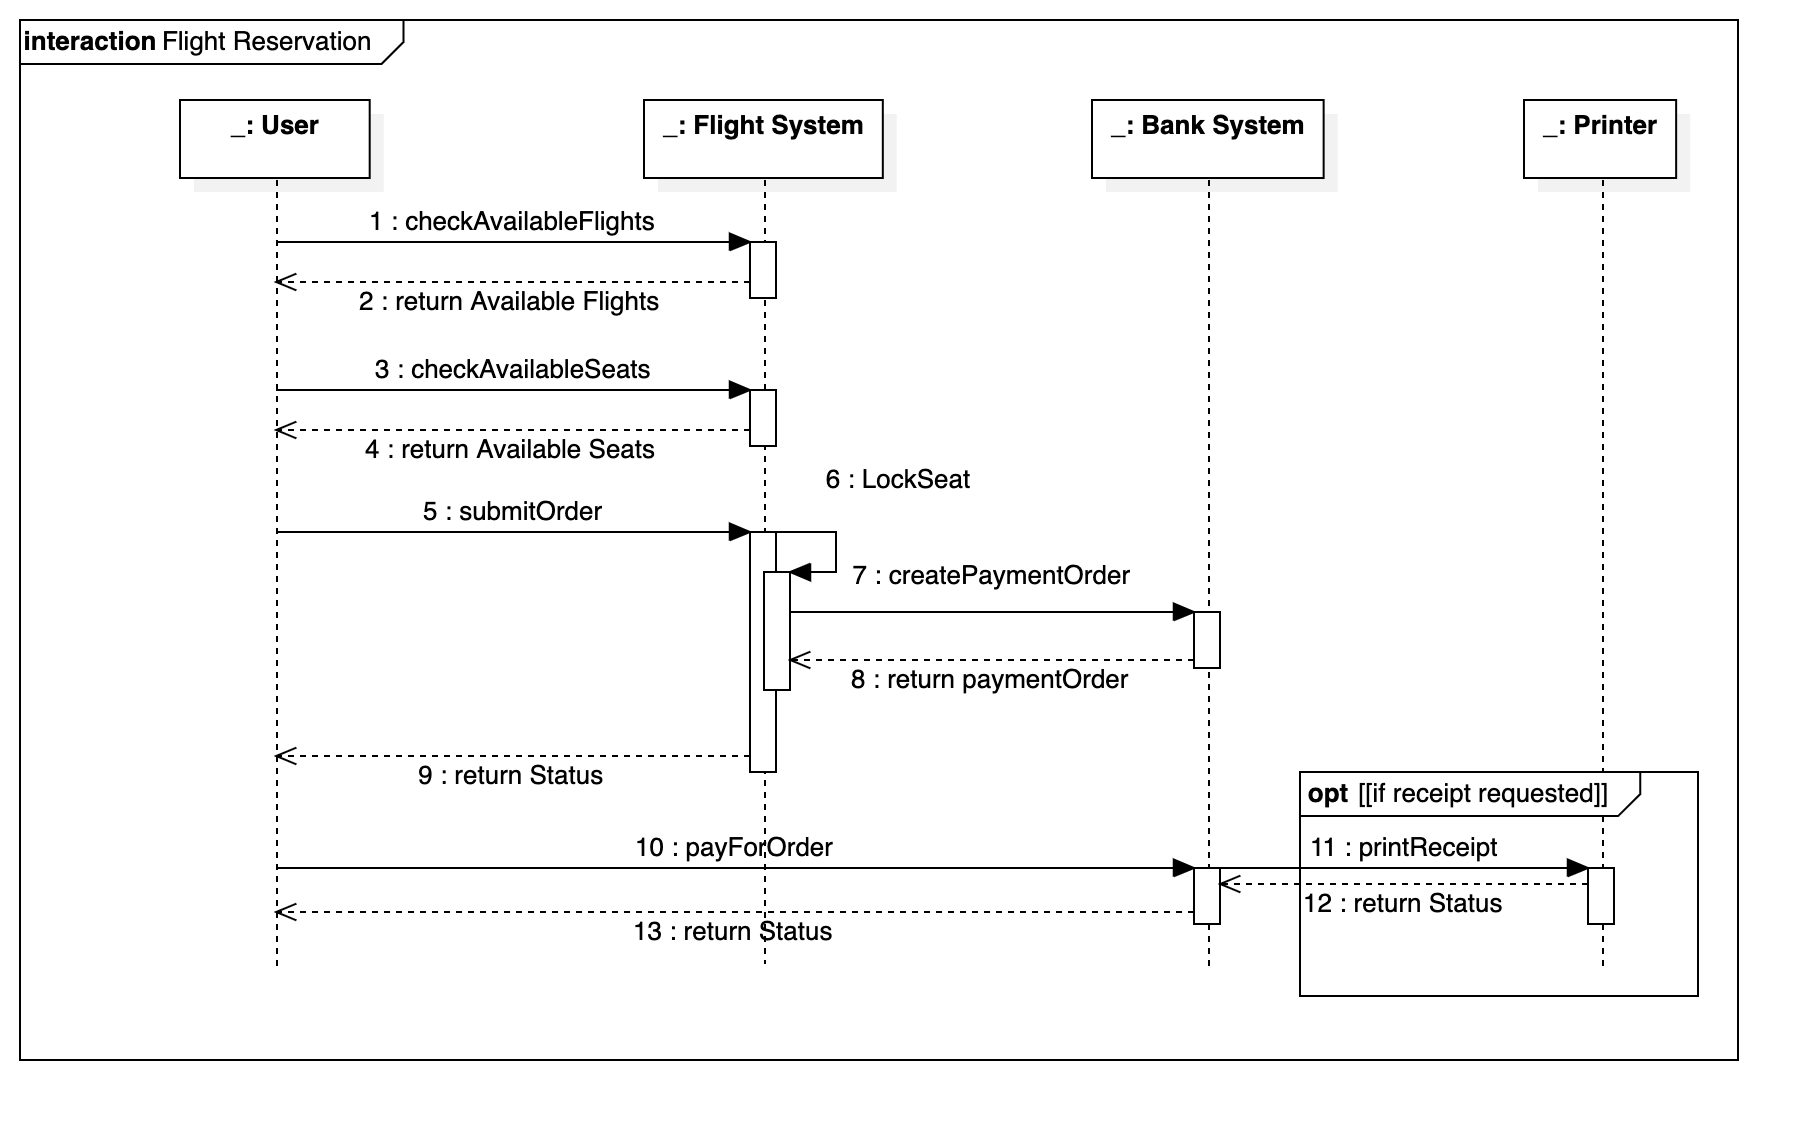 interaction Flight Reservation
_: User
_: Flight System
_: Bank System
_: Printer
1 : checkAvailableFlights
2 : return Available Flights
3 : checkAvailableSeats
4 : return Available Seats
6 : LockSeat
5 : submitOrder
7 : createPaymentOrder
8 : return paymentOrder
9 : return Status
opt [[if receipt requested]]
10 : payForOrder
11 : printReceipt
12 : return Status
13 : return Status